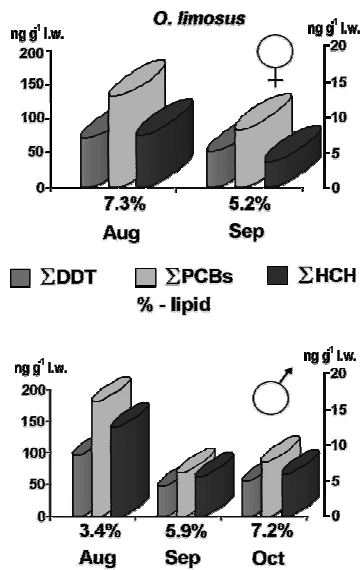 O. limosus
ng g⁻¹ l.w. ng g⁻¹ l.w.
200 20
150 15
100 10
50 5
0 0
7.3% 5.2%
Aug Sep
ΣDDT ΣPCBs ΣHCH
% - lipid
ng g⁻¹ l.w. ng g⁻¹ l.w.
200 20
150 15
100 10
50 5
0 0
3.4% 5.9% 7.2%
Aug Sep Oct